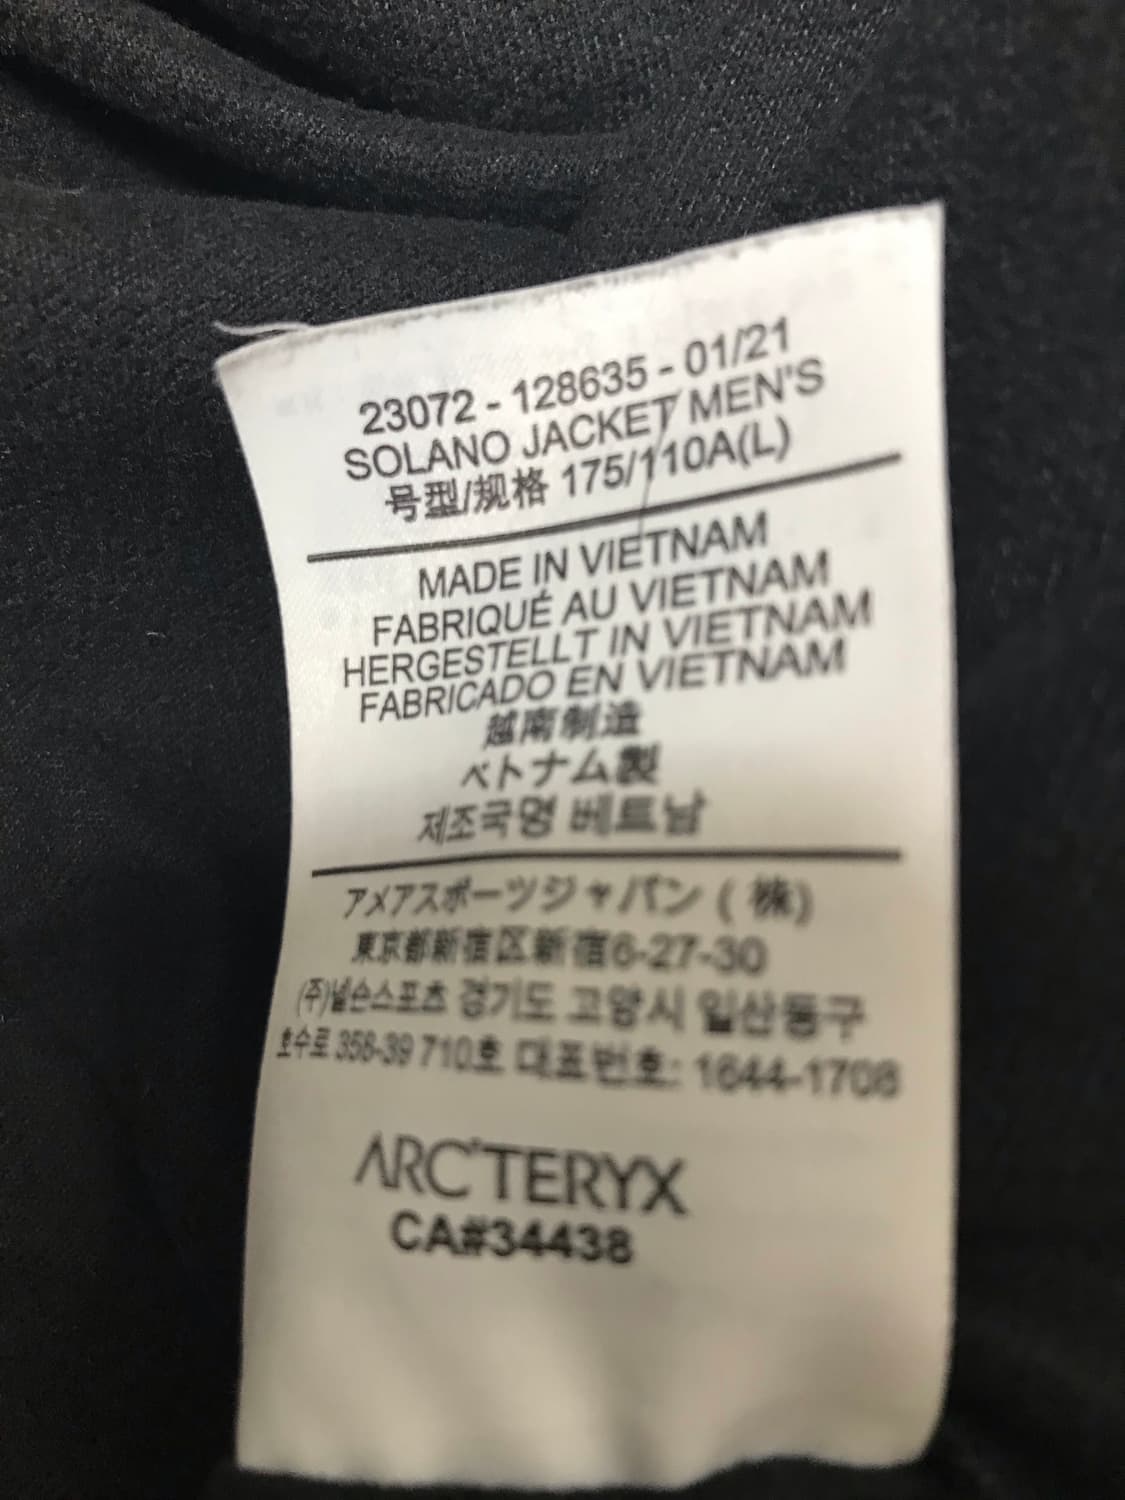 23072 - 128635 - 01/21
SOLANO JACKET MEN'S
号型/规格 175/110A(L)
MADE IN VIETNAM
FABRIQUÉ AU VIETNAM
HERGESTELLT IN VIETNAM
FABRICADO EN VIETNAM
越南制造
ベトナム製
제조국명 베트남
アメアスポーツジャパン (株)
東京都新宿区新宿6-27-30
(주)넬슨스포츠 경기도 고양시 일산동구
호수로 358-39 710호 대표번호: 1644-1708
ARC'TERYX
CA#34438